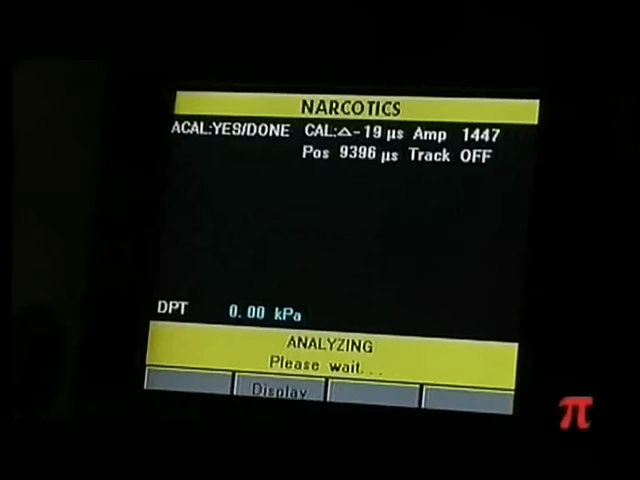 NARCOTICS
ACAL:YES/DONE CAL:△-19 µs Amp 1447
Pos 9396 µs Track OFF
DPT 0.00 kPa
ANALYZING
Please wait...
Display
π